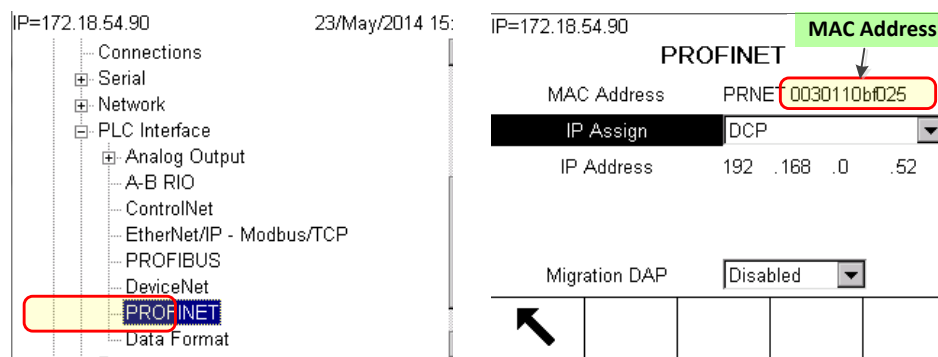 IP=172.18.54.90 23/May/2014 15:
Connections
Serial
Network
PLC Interface
Analog Output
A-B RIO
ControlNet
EtherNet/IP - Modbus/TCP
PROFIBUS
DeviceNet
PROFINET
Data Format
IP=172.18.54.90
MAC Address
PROFINET
MAC Address PRNET 0030110bf025
IP Assign DCP
IP Address 192 .168 .0 .52
Migration DAP Disabled